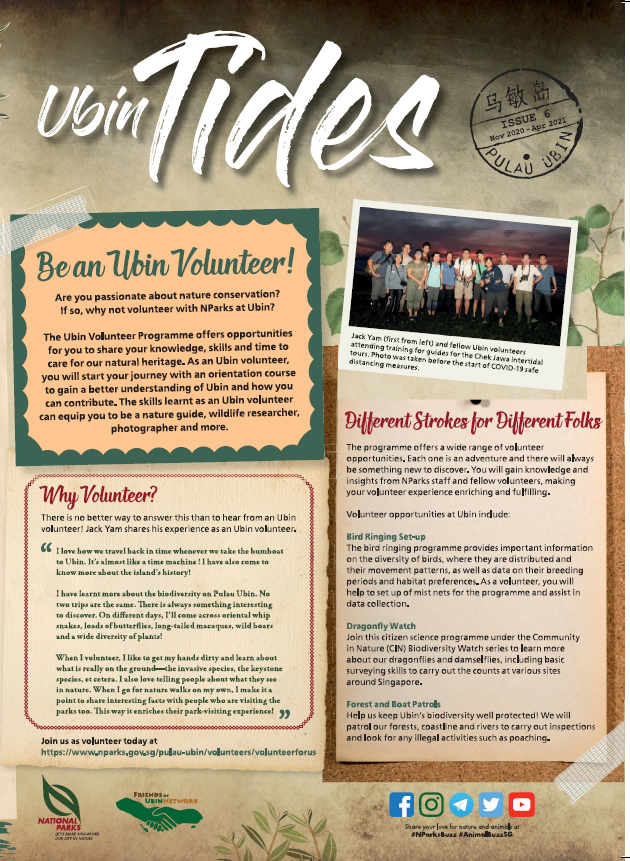 Ubin Tides
乌敏岛
ISSUE 6
Nov 2020 - Apr 2021
PULAU UBIN
Be an Ubin Volunteer!
Are you passionate about nature conservation?
If so, why not volunteer with NParks at Ubin?
The Ubin Volunteer Programme offers opportunities
for you to share your knowledge, skills and time to
care for our natural heritage. As an Ubin volunteer,
you will start your journey with an orientation course
to gain a better understanding of Ubin and how you
can contribute. The skills learnt as an Ubin volunteer
can equip you to be a nature guide, wildlife researcher,
photographer and more.
Jack Yam (first from left) and fellow Ubin volunteers
attending training for guides for the Chek Jawa intertidal
tours. Photo was taken before the start of COVID-19 safe
distancing measures.
Why Volunteer?
There is no better way to answer this than to hear from an Ubin
volunteer! Jack Yam shares his experience as an Ubin volunteer.
“ I love how we travel back in time whenever we take the bumboat
to Ubin. It's almost like a time machine ! I have also come to
know more about the island's history!
I have learnt more about the biodiversity on Pulau Ubin. No
two trips are the same. There is always something interesting
to discover. On different days, I'll come across oriental whip
snakes, loads of butterflies, long-tailed macaques, wild boars
and a wide diversity of plants!
When I volunteer, I like to get my hands dirty and learn about
what is really on the ground—the invasive species, the keystone
species, et cetera. I also love telling people about what they see
in nature. When I go for nature walks on my own, I make it a
point to share interesting facts with people who are visiting the
parks too. This way it enriches their park-visiting experience! ”
Join us as volunteer today at
https://www.nparks.gov.sg/pulau-ubin/volunteers/volunteerforus
Different Strokes for Different Folks
The programme offers a wide range of volunteer
opportunities. Each one is an adventure and there will always
be something new to discover. You will gain knowledge and
insights from NParks staff and fellow volunteers, making
your volunteer experience enriching and fulfilling.
Volunteer opportunities at Ubin include:
Bird Ringing Set-up
The bird ringing programme provides important information
on the diversity of birds, where they are distributed and
their movement patterns, as well as data on their breeding
periods and habitat preferences. As a volunteer, you will
help to set up of mist nets for the programme and assist in
data collection.
Dragonfly Watch
Join this citizen science programme under the Community
in Nature (CIN) Biodiversity Watch series to learn more
about our dragonflies and damselflies, including basic
surveying skills to carry out the counts at various sites
around Singapore.
Forest and Boat Patrols
Help us keep Ubin's biodiversity well protected! We will
patrol our forests, coastline and rivers to carry out inspections
and look for any illegal activities such as poaching.
NATIONAL
PARKS
LET'S MAKE SINGAPORE
OUR CITY IN NATURE
FRIENDS OF
UBIN NETWORK
Share your love for nature and animals at
#NParksBuzz #AnimalBuzzSG